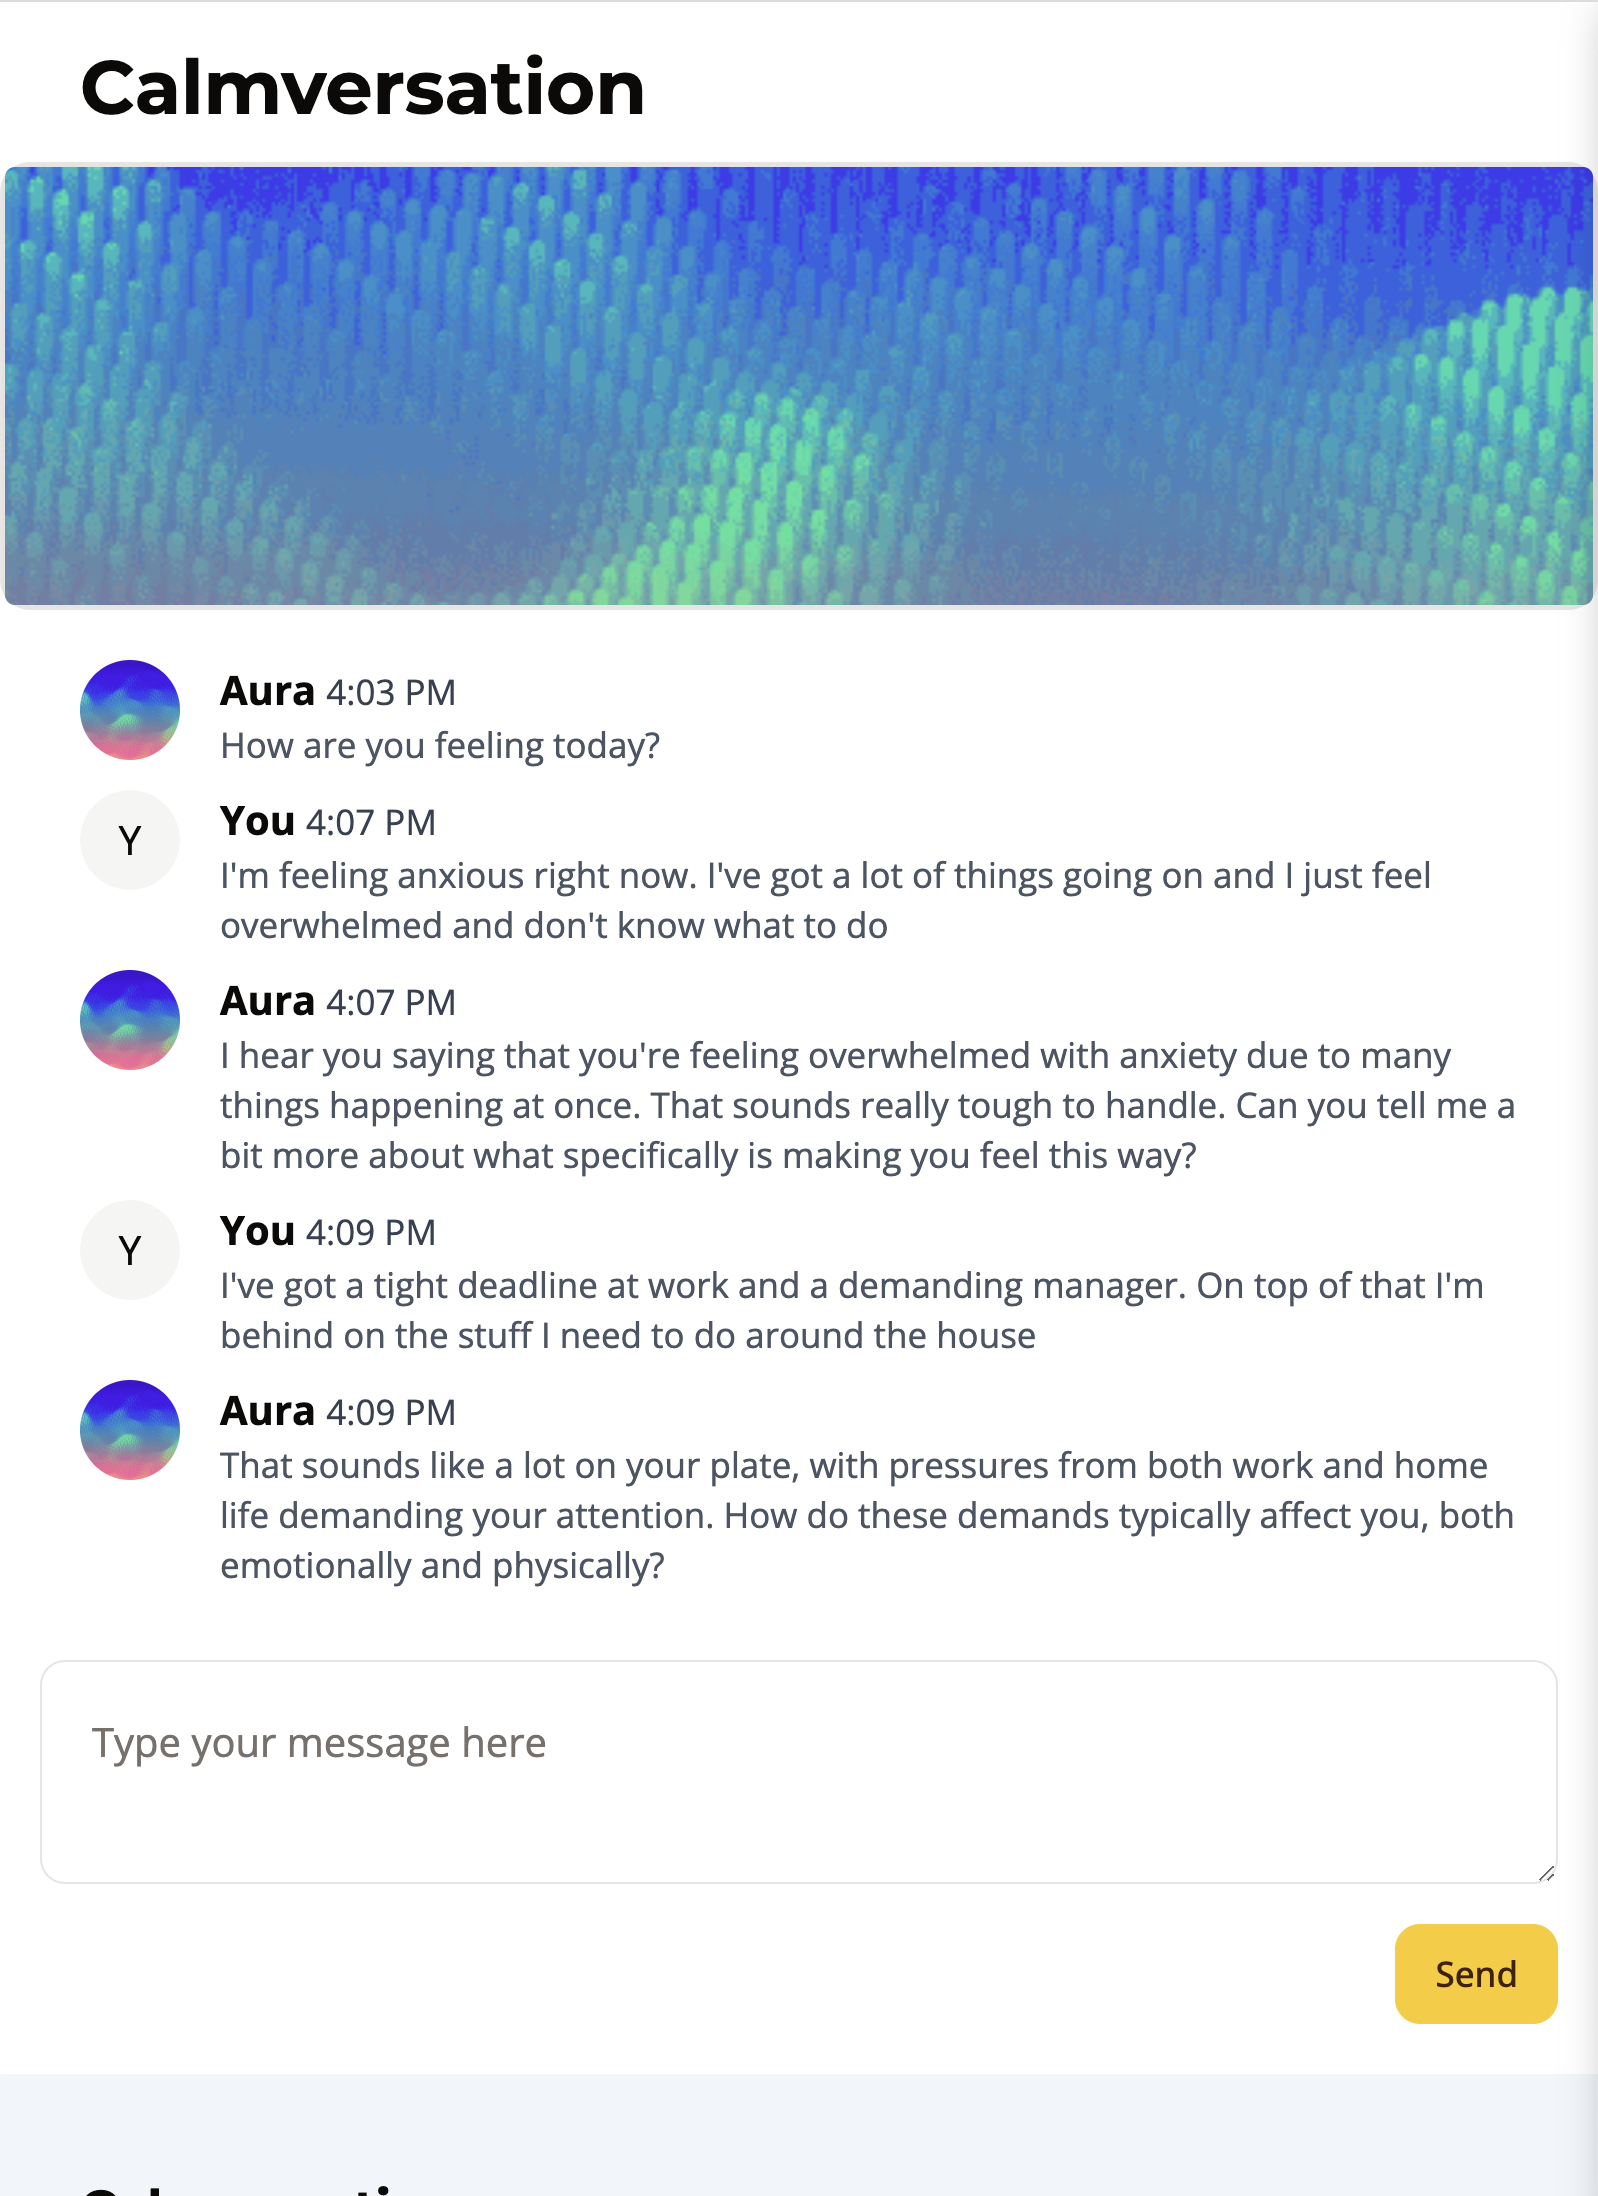 Calmversation
Aura 4:03 PM
How are you feeling today?
Y
You 4:07 PM
I'm feeling anxious right now. I've got a lot of things going on and I just feel
overwhelmed and don't know what to do
Aura 4:07 PM
I hear you saying that you're feeling overwhelmed with anxiety due to many
things happening at once. That sounds really tough to handle. Can you tell me a
bit more about what specifically is making you feel this way?
Y
You 4:09 PM
I've got a tight deadline at work and a demanding manager. On top of that I'm
behind on the stuff I need to do around the house
Aura 4:09 PM
That sounds like a lot on your plate, with pressures from both work and home
life demanding your attention. How do these demands typically affect you, both
emotionally and physically?
Type your message here
Send